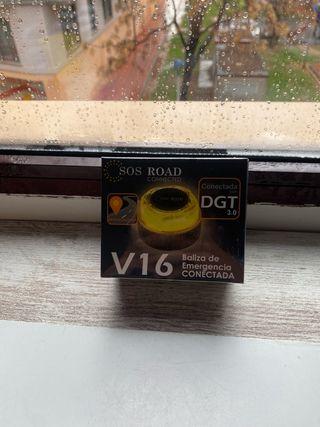 SOS ROAD
CONNECTED
Conectada
DGT
3.0
V16
Baliza de
Emergencia
CONECTADA